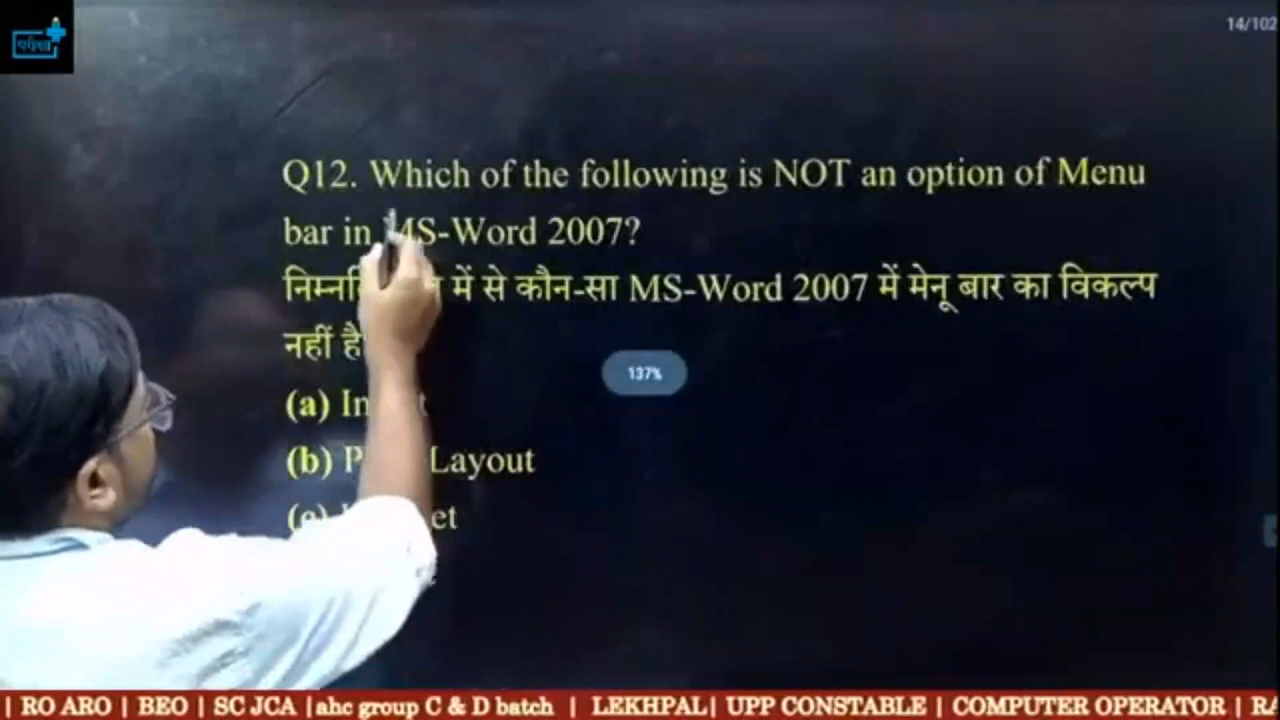 14/102
Q12. Which of the following is NOT an option of Menu
bar in MS-Word 2007?
में से कौन-सा MS-Word 2007 में मेनू बार का विकल्प
नहीं है
137%
(a)
(b) Layout
(c)
| RO ARO | BEO | SC JCA |ahc group C & D batch | LEKHPAL| UPP CONSTABLE | COMPUTER OPERATOR |